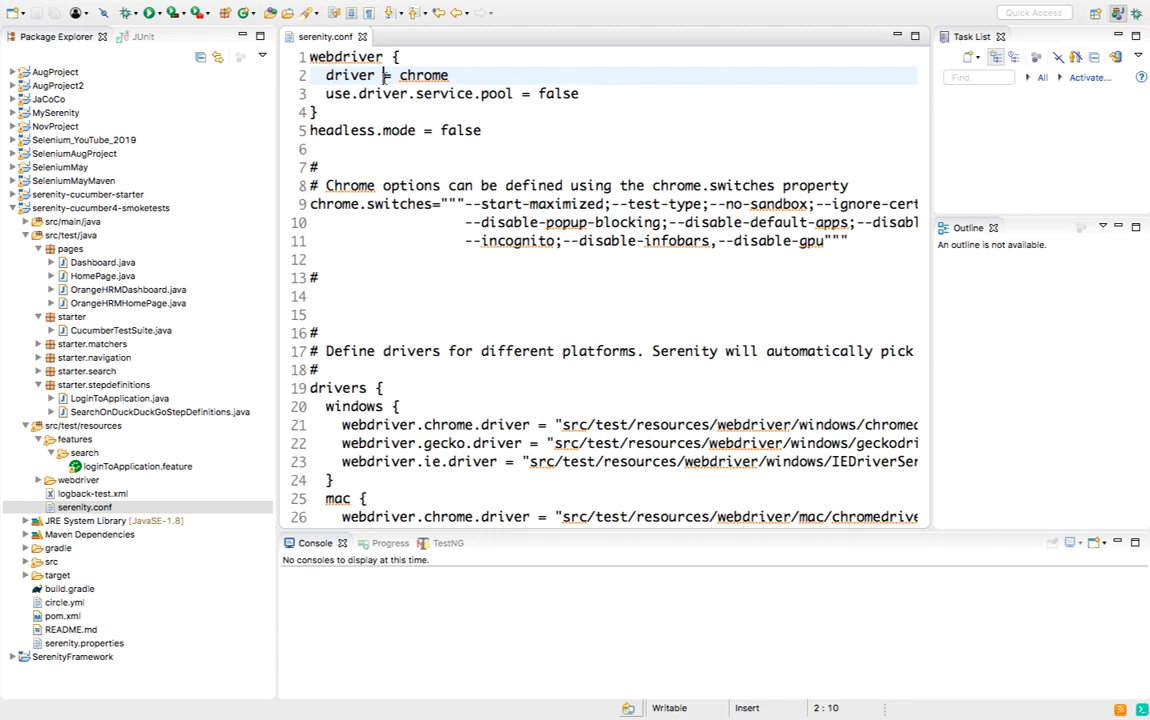 Quick Access
Package Explorer
JUnit
AugProject
AugProject2
JaCoCo
MySerenity
NovProject
Selenium_YouTube_2019
SeleniumAugProject
SeleniumMay
SeleniumMayMaven
serenity-cucumber-starter
serenity-cucumber4-smoketests
src/main/java
src/test/java
pages
Dashboard.java
HomePage.java
OrangeHRMDashboard.java
OrangeHRMHomePage.java
starter
CucumberTestSuite.java
starter.matchers
starter.navigation
starter.search
starter.stepdefinitions
LoginToApplication.java
SearchOnDuckDuckGoStepDefinitions.java
src/test/resources
features
search
loginToApplication.feature
webdriver
logback-test.xml
serenity.conf
JRE System Library [JavaSE-1.8]
Maven Dependencies
gradle
src
target
build.gradle
circle.yml
pom.xml
README.md
serenity.properties
SerenityFramework
serenity.conf
1 webdriver {
2 driver = chrome
3 use.driver.service.pool = false
4 }
5 headless.mode = false
6
7 #
8 # Chrome options can be defined using the chrome.switches property
9 chrome.switches="""--start-maximized;--test-type;--no-sandbox;--ignore-cert
10 --disable-popup-blocking;--disable-default-apps;--disabl
11 --incognito;--disable-infobars,--disable-gpu"""
12
13 #
14
15
16 #
17 # Define drivers for different platforms. Serenity will automatically pick
18 #
19 drivers {
20 windows {
21 webdriver.chrome.driver = "src/test/resources/webdriver/windows/chromed
22 webdriver.gecko.driver = "src/test/resources/webdriver/windows/geckodri
23 webdriver.ie.driver = "src/test/resources/webdriver/windows/IEDriverSer
24 }
25 mac {
26 webdriver.chrome.driver = "src/test/resources/webdriver/mac/chromedrive
Task List
Find
All
Activate...
Outline
An outline is not available.
Console
Progress
TestNG
No consoles to display at this time.
Writable
Insert
2 : 10